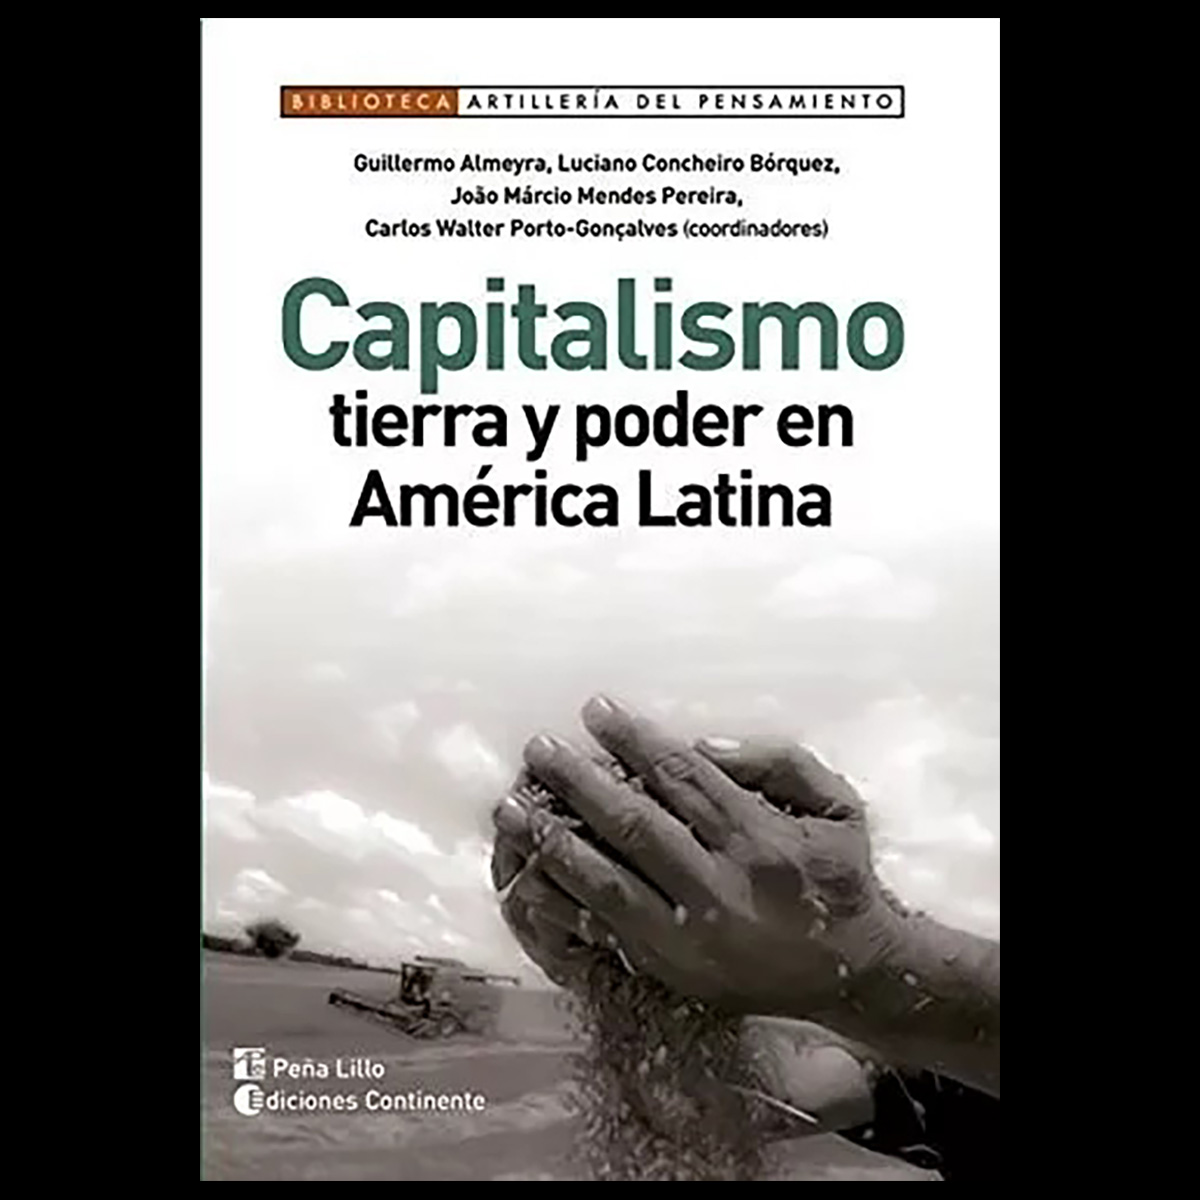 BIBLIOTECA ARTILLERÍA DEL PENSAMIENTO
Guillermo Almeyra, Luciano Concheiro Bórquez,
João Márcio Mendes Pereira,
Carlos Walter Porto-Gonçalves (coordinadores)
Capitalismo
tierra y poder en
América Latina
Peña Lillo
Ediciones Continente